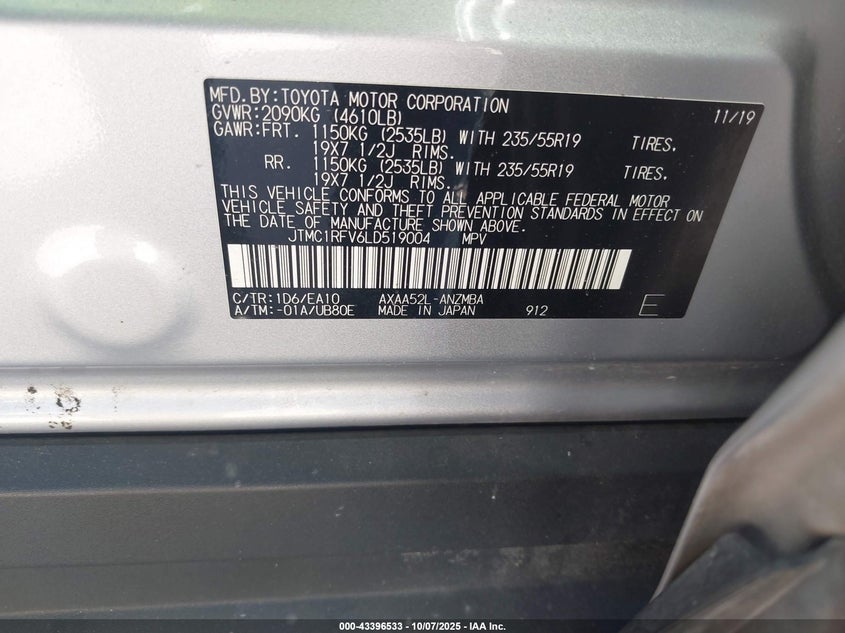 MFD.BY:TOYOTA MOTOR CORPORATION 11/19
GVWR:2090KG (4610LB)
GAWR:FRT. 1150KG (2535LB) WITH 235/55R19 TIRES,
19X7 1/2J RIMS.
RR. 1150KG (2535LB) WITH 235/55R19 TIRES,
19X7 1/2J RIMS.
THIS VEHICLE CONFORMS TO ALL APPLICABLE FEDERAL MOTOR
VEHICLE SAFETY AND THEFT PREVENTION STANDARDS IN EFFECT ON
THE DATE OF MANUFACTURE SHOWN ABOVE.
JTMC1RFV6LD519004 MPV
C/TR:1D6/EA10 AXAA52L-ANZMBA
A/TM:-01A/UB80E MADE IN JAPAN 912 E
000-43396533 - 10/07/2025 - IAA Inc.